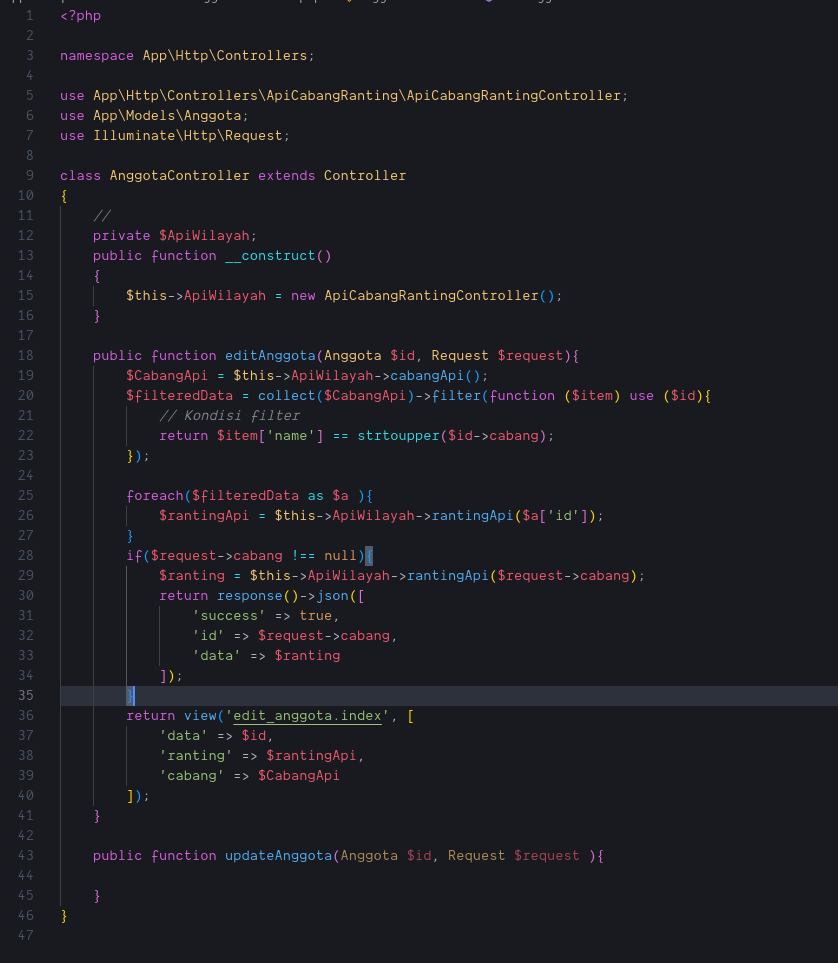 1 <?php
2
3 namespace App\Http\Controllers;
4
5 use App\Http\Controllers\ApiCabangRanting\ApiCabangRantingController;
6 use App\Models\Anggota;
7 use Illuminate\Http\Request;
8
9 class AnggotaController extends Controller
10 {
11     //
12     private $ApiWilayah;
13     public function __construct()
14     {
15         $this->ApiWilayah = new ApiCabangRantingController();
16     }
17
18     public function editAnggota(Anggota $id, Request $request){
19         $CabangApi = $this->ApiWilayah->cabangApi();
20         $filteredData = collect($CabangApi)->filter(function ($item) use ($id){
21             // Kondisi filter
22             return $item['name'] == strtoupper($id->cabang);
23         });
24
25         foreach($filteredData as $a ){
26             $rantingApi = $this->ApiWilayah->rantingApi($a['id']);
27         }
28         if($request->cabang !== null){
29             $ranting = $this->ApiWilayah->rantingApi($request->cabang);
30             return response()->json([
31                 'success' => true,
32                 'id' => $request->cabang,
33                 'data' => $ranting
34             ]);
35         }
36         return view('edit_anggota.index', [
37             'data' => $id,
38             'ranting' => $rantingApi,
39             'cabang' => $CabangApi
40         ]);
41     }
42
43     public function updateAnggota(Anggota $id, Request $request ){
44
45     }
46 }
47